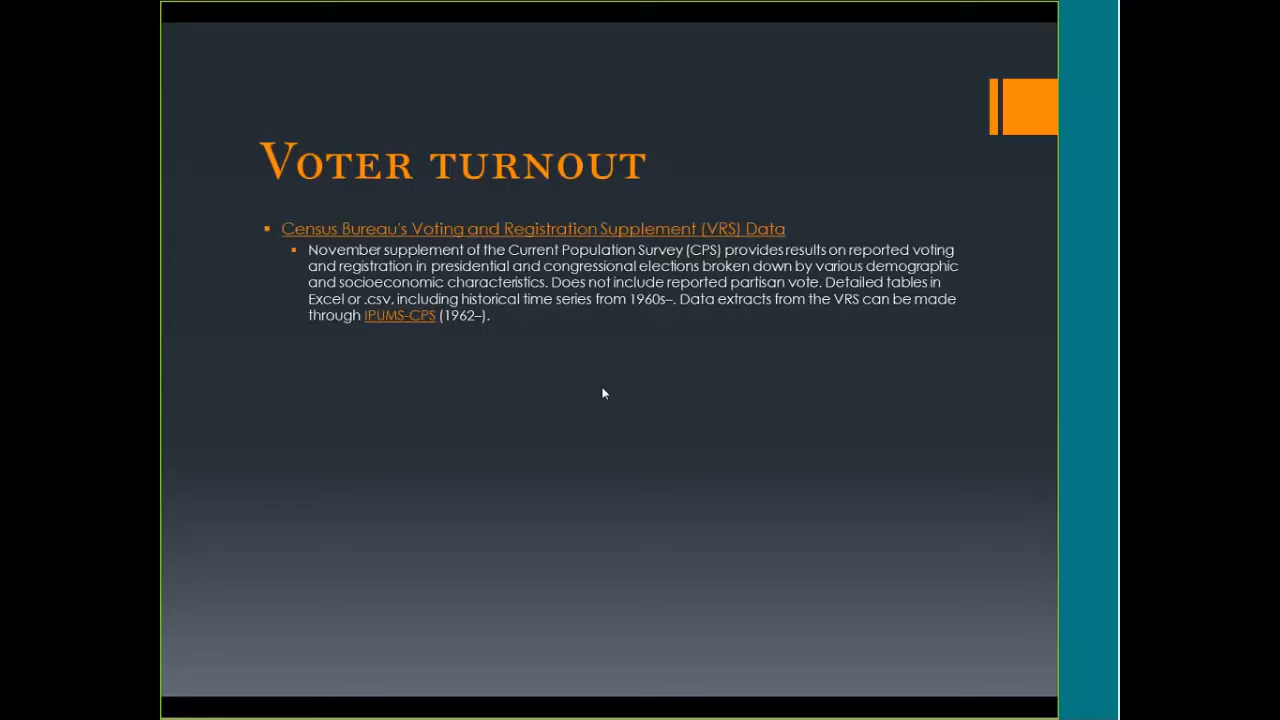 Voter turnout
Census Bureau's Voting and Registration Supplement (VRS) Data
November supplement of the Current Population Survey (CPS) provides results on reported voting
and registration in presidential and congressional elections broken down by various demographic
and socioeconomic characteristics. Does not include reported partisan vote. Detailed tables in
Excel or .csv, including historical time series from 1960s–. Data extracts from the VRS can be made
through IPUMS-CPS (1962–).